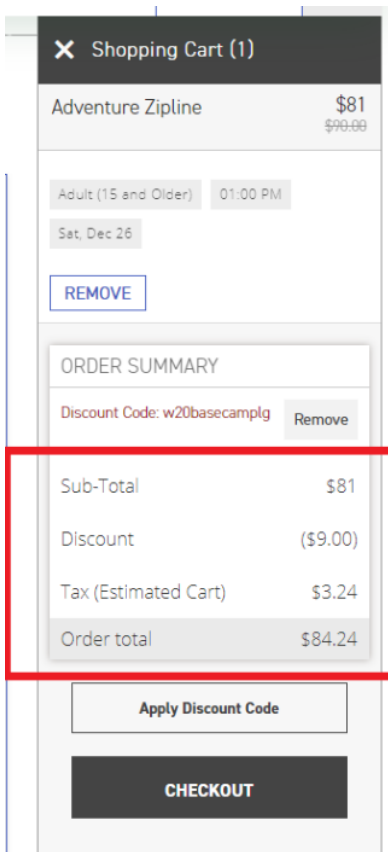 Shopping Cart (1)
Adventure Zipline $81
$90.00
Adult (15 and Older) 01:00 PM
Sat, Dec 26
REMOVE
ORDER SUMMARY
Discount Code: w20basecamplg Remove
Sub-Total $81
Discount ($9.00)
Tax (Estimated Cart) $3.24
Order total $84.24
Apply Discount Code
CHECKOUT